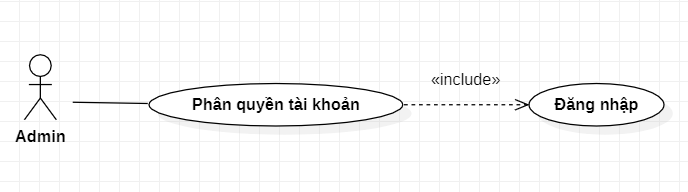 «include»
Phân quyền tài khoản
Đăng nhập
Admin